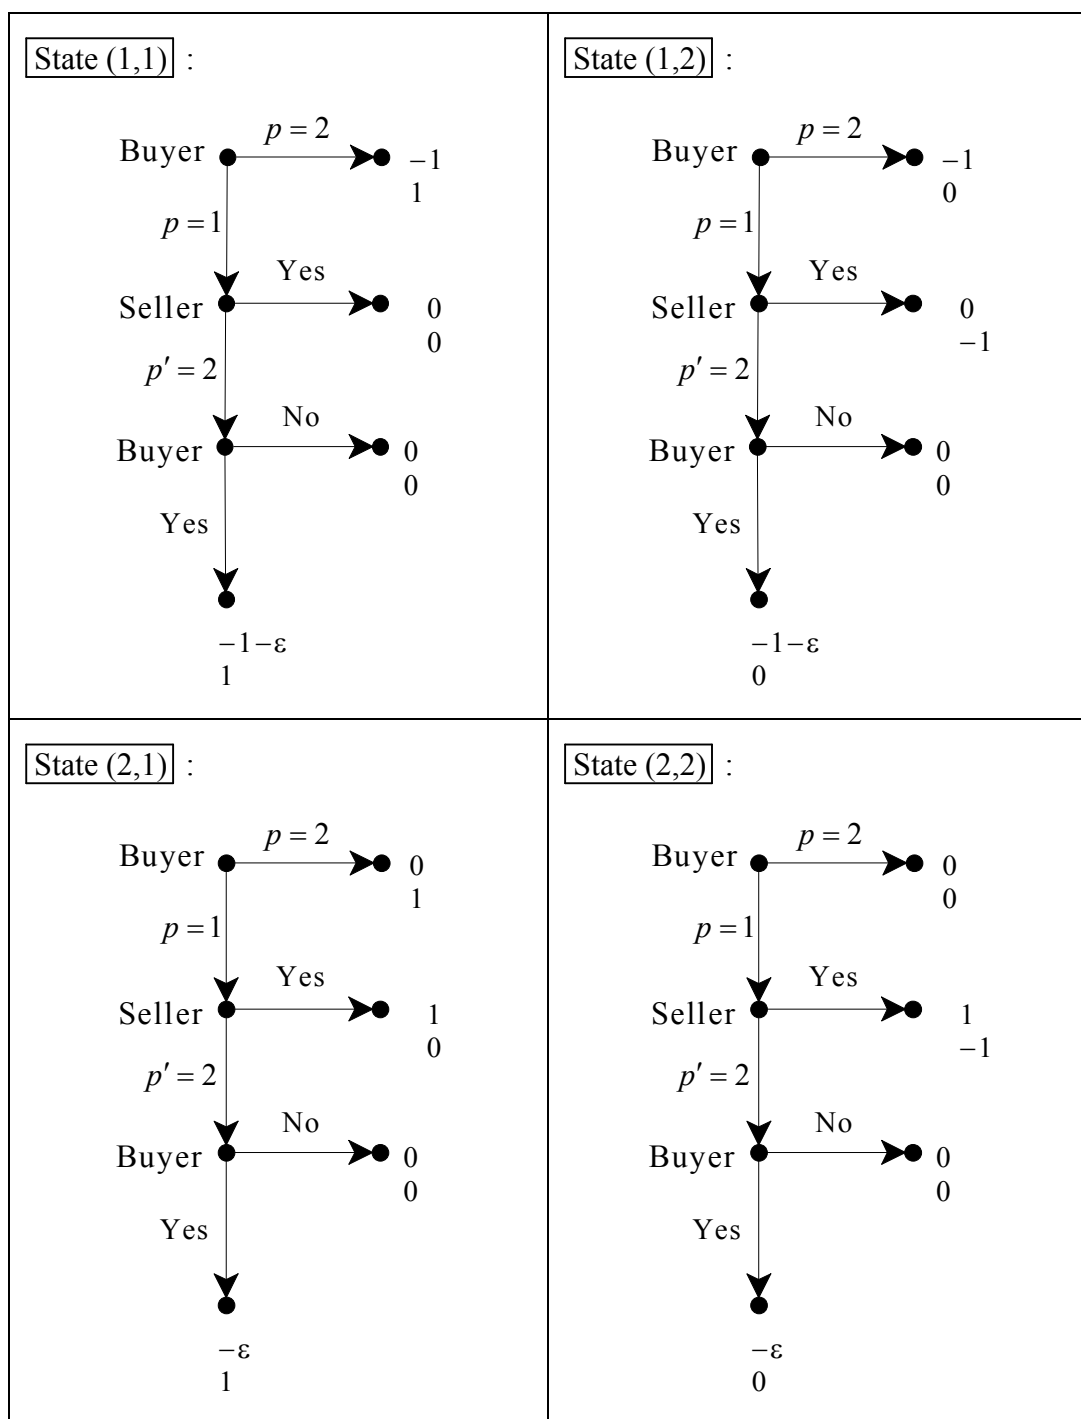 State (1,1) :
Buyer
p = 2
−1
1
p = 1
Seller
Yes
0
0
p′ = 2
Buyer
No
0
0
Yes
−1−ε
1
State (1,2) :
Buyer
p = 2
−1
0
p = 1
Seller
Yes
0
−1
p′ = 2
Buyer
No
0
0
Yes
−1−ε
0
State (2,1) :
Buyer
p = 2
0
1
p = 1
Seller
Yes
1
0
p′ = 2
Buyer
No
0
0
Yes
−ε
1
State (2,2) :
Buyer
p = 2
0
0
p = 1
Seller
Yes
1
−1
p′ = 2
Buyer
No
0
0
Yes
−ε
0